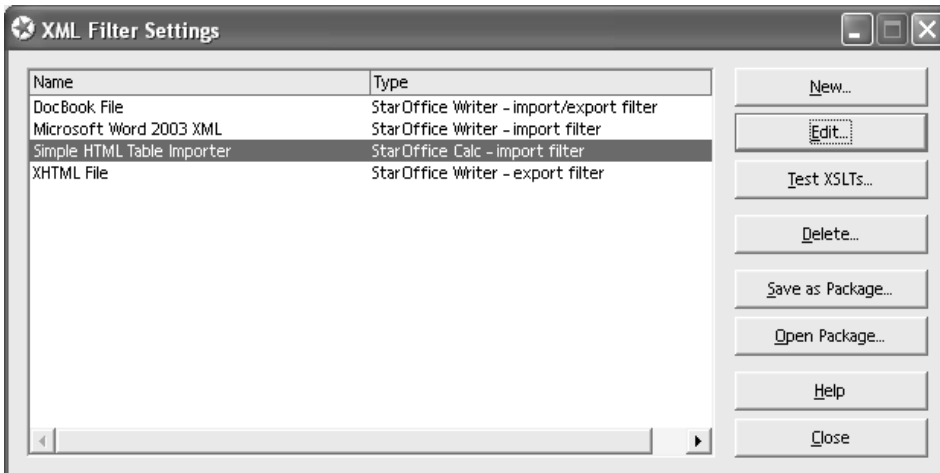 XML Filter Settings
Name Type
DocBook File StarOffice Writer – import/export filter
Microsoft Word 2003 XML StarOffice Writer – import filter
Simple HTML Table Importer StarOffice Calc – import filter
XHTML File StarOffice Writer – export filter
New...
Edit...
Test XSLTs...
Delete...
Save as Package...
Open Package...
Help
Close